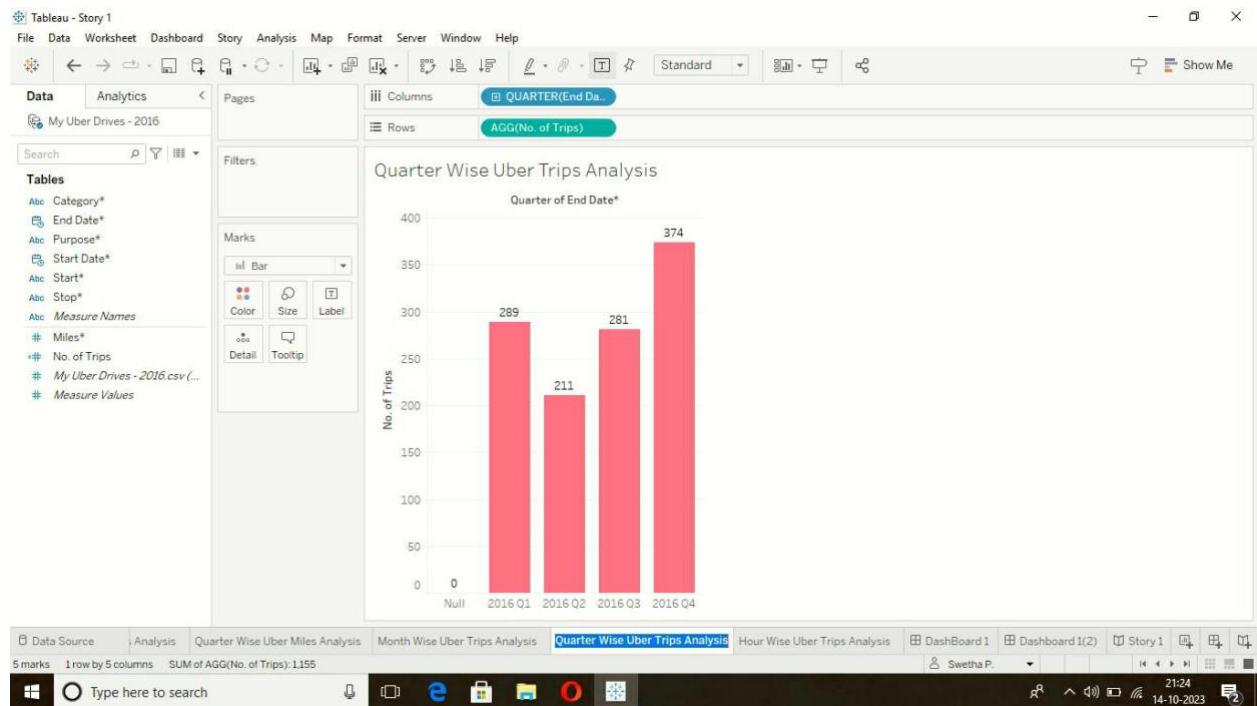 Tableau - Story 1
File Data Worksheet Dashboard Story Analysis Map Format Server Window Help
Standard
Show Me
Data Analytics
My Uber Drives - 2016
Search
Tables
Abc Category*
End Date*
Abc Purpose*
Start Date*
Abc Start*
Abc Stop*
Abc Measure Names
# Miles*
=# No. of Trips
# My Uber Drives - 2016.csv (...
# Measure Values
Pages
Filters
Marks
Bar
Color Size Label
Detail Tooltip
Columns
QUARTER(End Da..
Rows
AGG(No. of Trips)
Quarter Wise Uber Trips Analysis
Quarter of End Date*
No. of Trips
400
350
300
250
200
150
100
50
0
0
289
211
281
374
Null 2016 Q1 2016 Q2 2016 Q3 2016 Q4
Data Source Analysis Quarter Wise Uber Miles Analysis Month Wise Uber Trips Analysis Quarter Wise Uber Trips Analysis Hour Wise Uber Trips Analysis DashBoard 1 Dashboard 1(2) Story 1
5 marks 1 row by 5 columns SUM of AGG(No. of Trips): 1,155 Swetha P.
Type here to search
21:24
14-10-2023
2